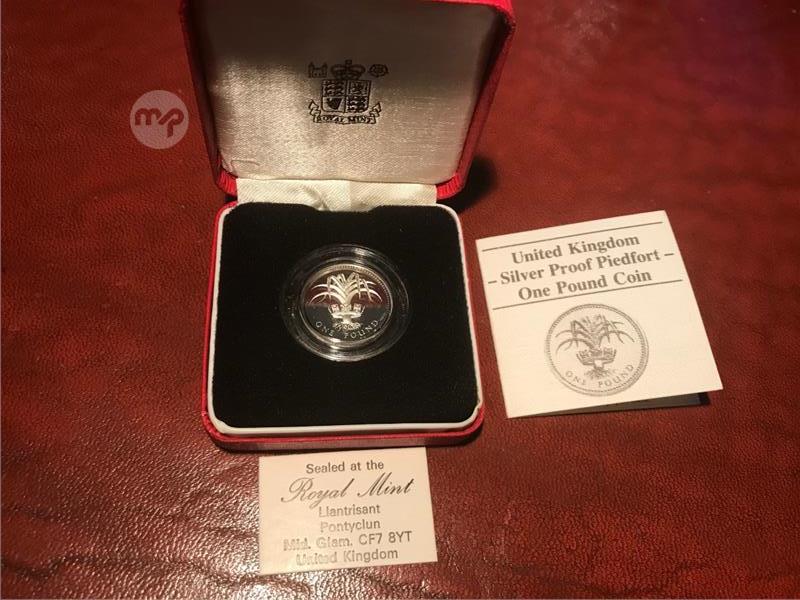 mp
ROYAL MINT
ONE POUND
United Kingdom
– Silver Proof Piedfort –
One Pound Coin
ONE POUND
Sealed at the
Royal Mint
Llantrisant
Pontyclun
Mid. Glam. CF7 8YT
United Kingdom